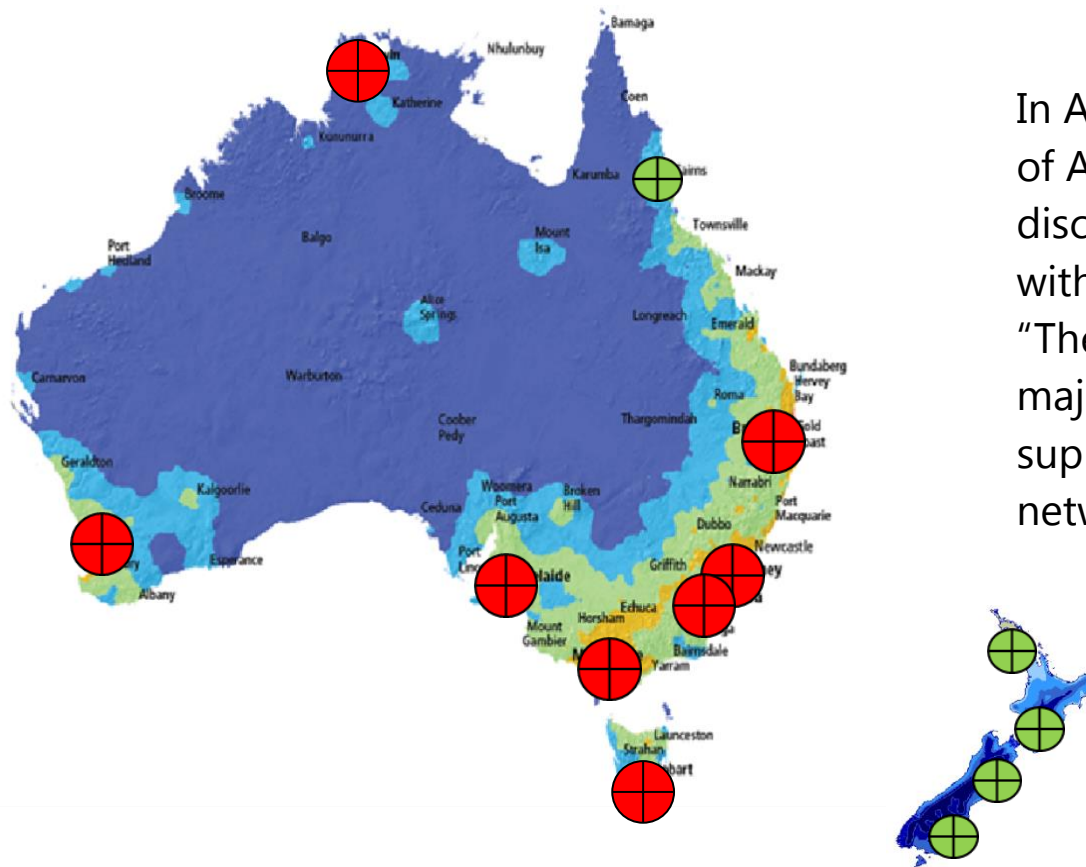 Bamaga
Nhulunbuy
Katherine
Coen
Kununurra
Karumba
Broome
Townsville
Balgo
Mount
Isa
Port
Hedland
Mackay
Alice
Springs
Longreach
Emerald
Carnarvon
Warburton
Bundaberg
Hervey
Bay
Roma
Coober
Pedy
Thargomindah
Geraldton
Kalgoorlie
Woomera
Port
Augusta
Broken
Hill
Narrabri
Port
Macquarie
Ceduna
Dubbo
Esperance
Port
Newcastle
Griffith
Albany
Echuca
Horsham
Mount
Gambier
Bairnsdale
Yarram
Launceston
Strahan
In A
of A
disc
with
“The
maj
sup
netw